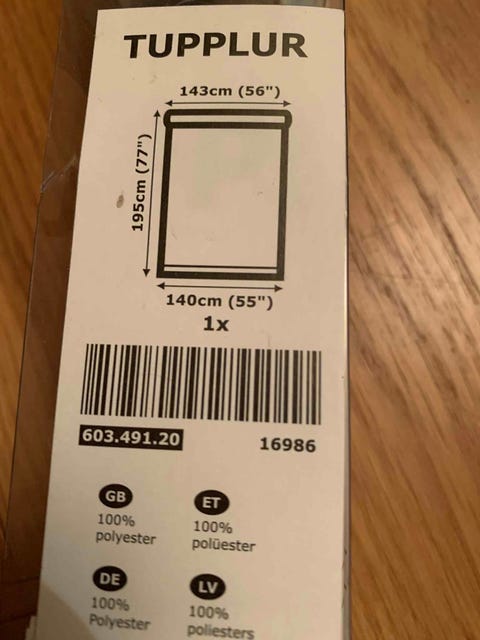 TUPPLUR
143cm (56")
195cm (77")
140cm (55")
1x
603.491.20
16986
GB
100%
polyester
ET
100%
polüester
DE
100%
Polyester
LV
100%
poliesters